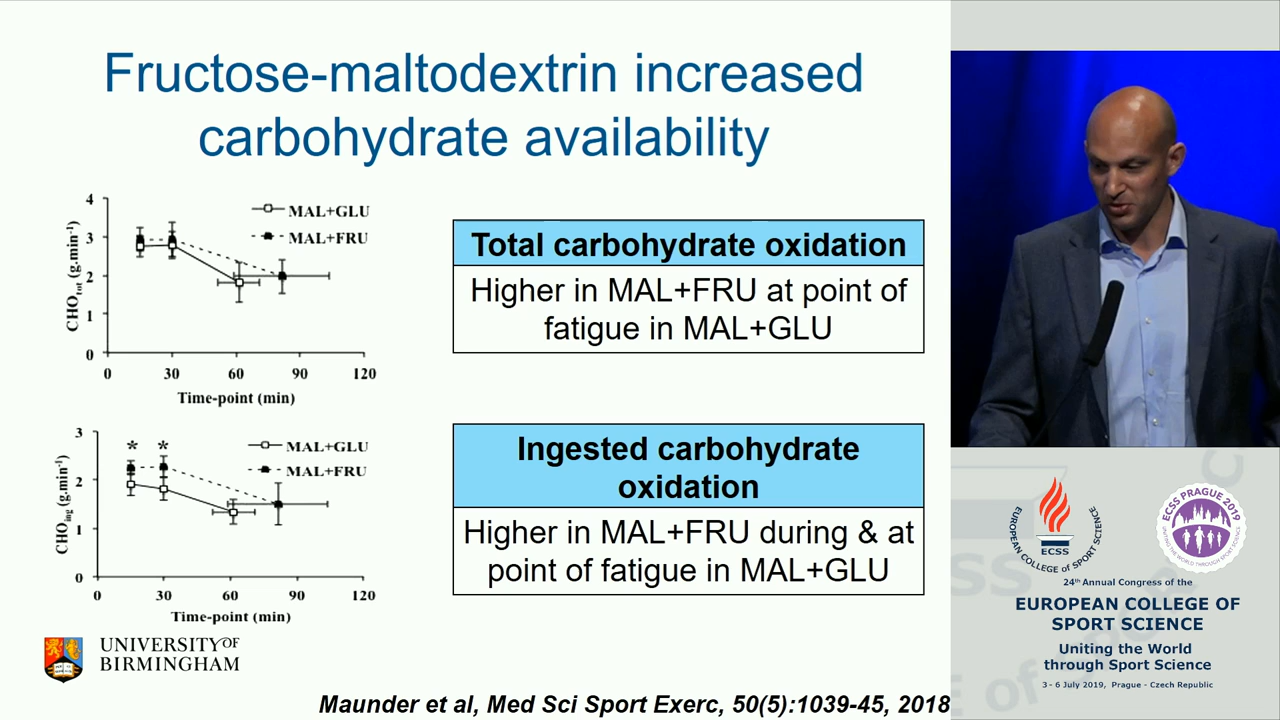 Fructose-maltodextrin increased
carbohydrate availability
4
3
2
1
0
CHOtot (g.min-1)
MAL+GLU
MAL+FRU
0 30 60 90 120
Time-point (min)
Total carbohydrate oxidation
Higher in MAL+FRU at point of
fatigue in MAL+GLU
3
2
1
0
CHOing (g.min-1)
* *
MAL+GLU
MAL+FRU
0 30 60 90 120
Time-point (min)
Ingested carbohydrate
oxidation
Higher in MAL+FRU during & at
point of fatigue in MAL+GLU
UNIVERSITY OF
BIRMINGHAM
Maunder et al, Med Sci Sport Exerc, 50(5):1039-45, 2018
EUROPEAN COLLEGE of SPORT SCIENCE
ECSS
ECSS PRAGUE 2019
24th Annual Congress of the
EUROPEAN COLLEGE OF
SPORT SCIENCE
Uniting the World
through Sport Science
3 - 6 July 2019, Prague - Czech Republic